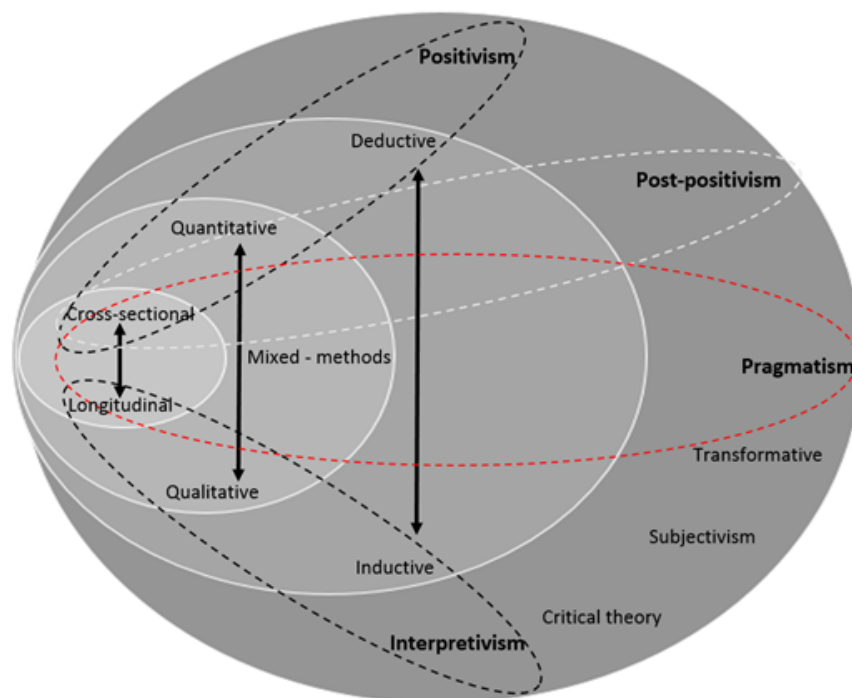 Positivism
Deductive
Post-positivism
Quantitative
Cross-sectional
Mixed - methods
Pragmatism
Longitudinal
Transformative
Qualitative
Subjectivism
Inductive
Critical theory
Interpretivism